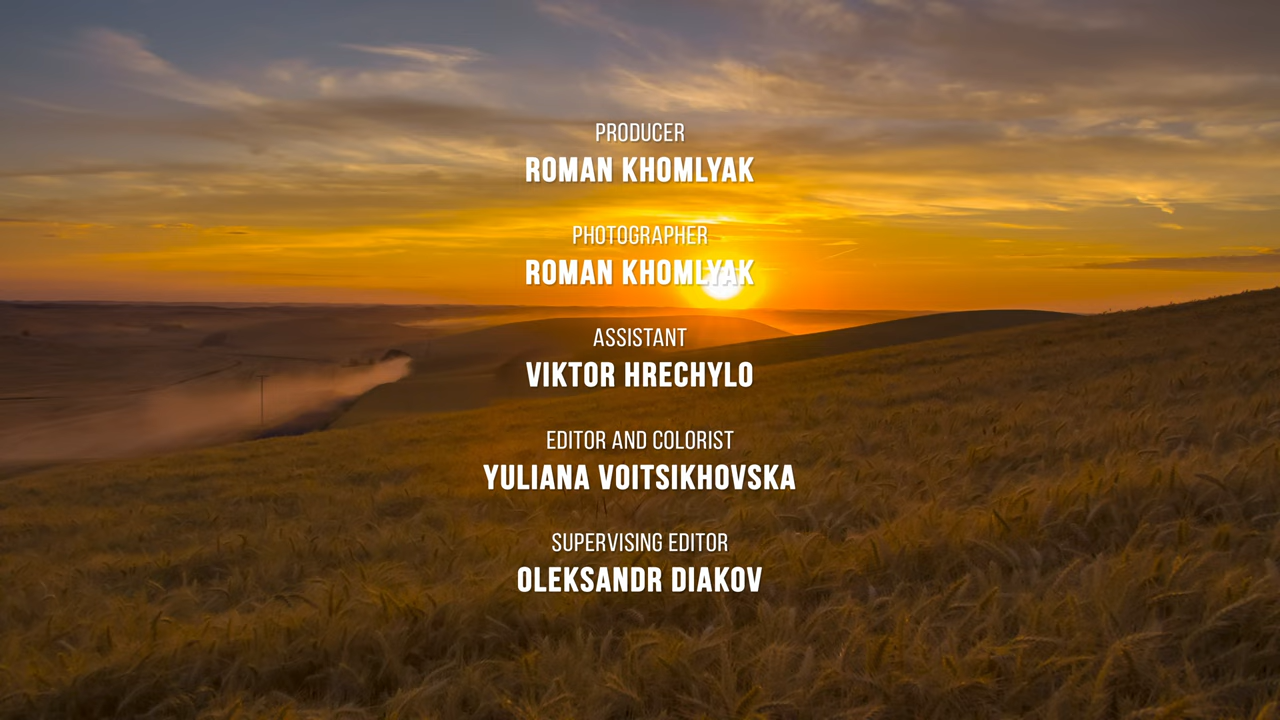 PRODUCER
ROMAN KHOMLYAK
PHOTOGRAPHER
ROMAN KHOMLYAK
ASSISTANT
VIKTOR HRECHYLO
EDITOR AND COLORIST
YULIANA VOITSIKHOVSKA
SUPERVISING EDITOR
OLEKSANDR DIAKOV